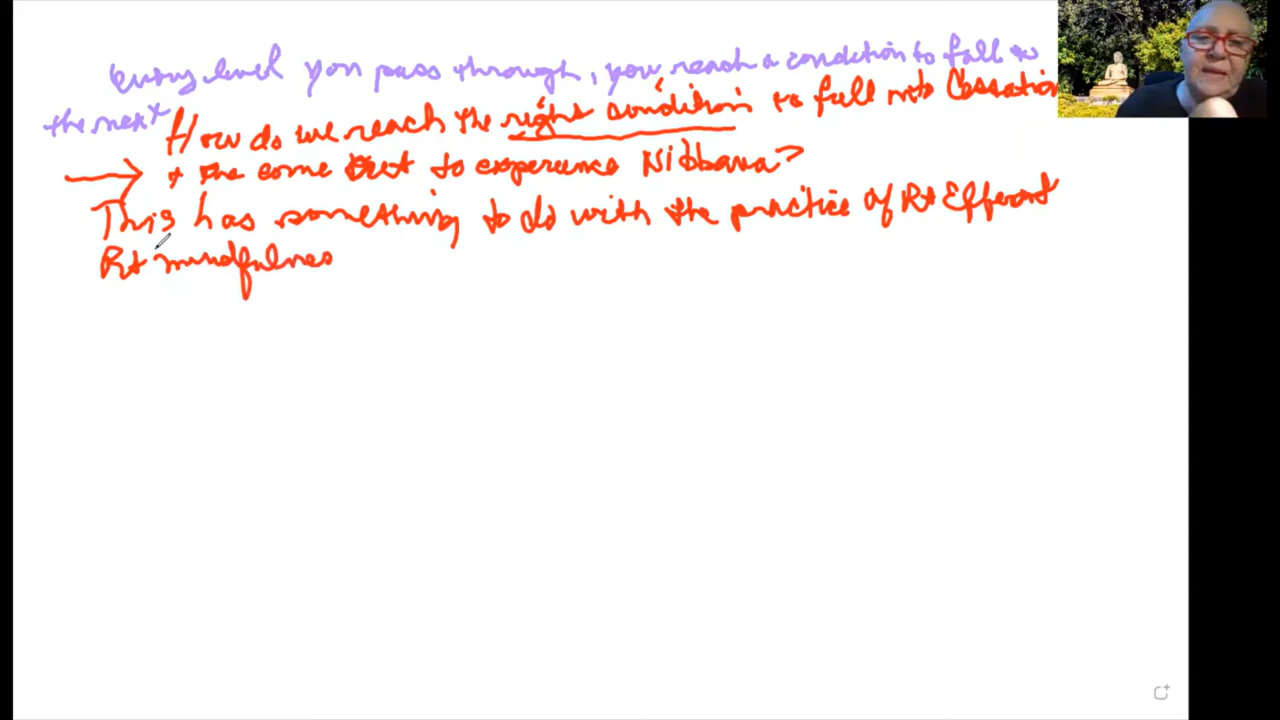 Every level you pass through, you reach a condition to fall to
the next
How do we reach the right condition to fall into Cessation
→ + the come out to experience Nibbana?
This has something to do with the practice of Rt Effort
Rt mindfulness